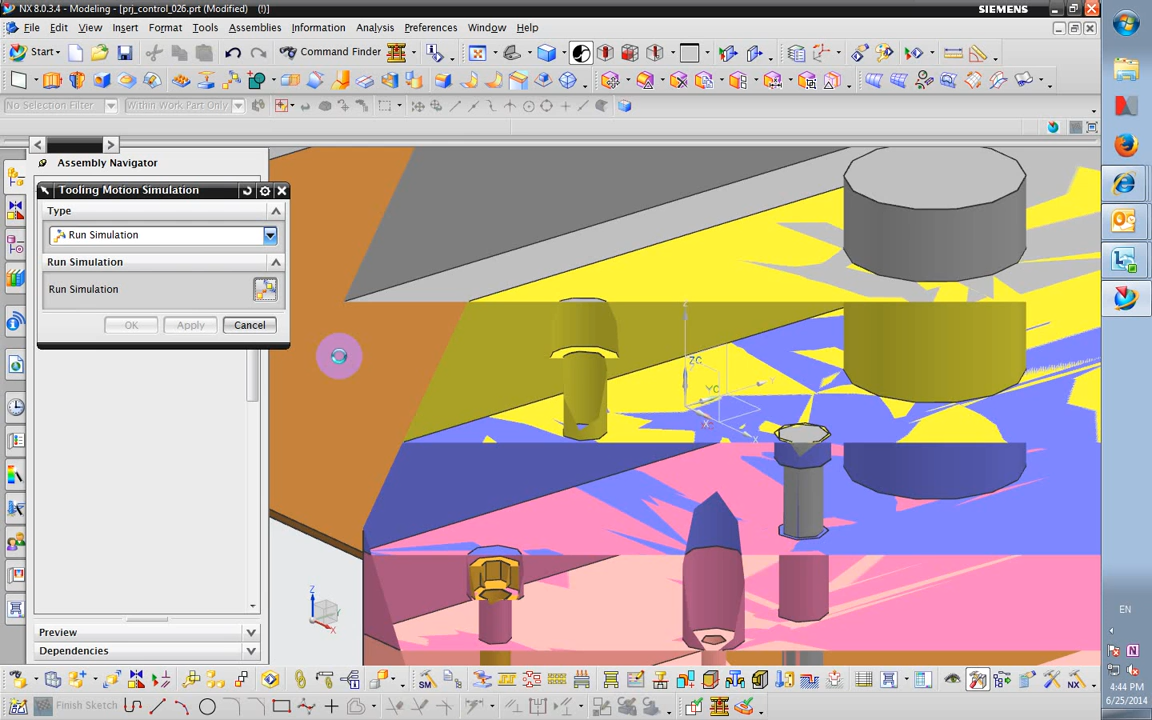 NX 8.0.3.4 - Modeling - [prj_control_026.prt (Modified) (!)]
SIEMENS
File Edit View Insert Format Tools Assemblies Information Analysis Preferences Window Help
Start
Command Finder
No Selection Filter
Within Work Part Only
Assembly Navigator
Tooling Motion Simulation
Type
Run Simulation
Run Simulation
Run Simulation
OK Apply Cancel
Z
ZC
YC
X
X
Z
X
Preview
Dependencies
SM
NX
Finish Sketch
EN
N
4:44 PM
6/25/2014